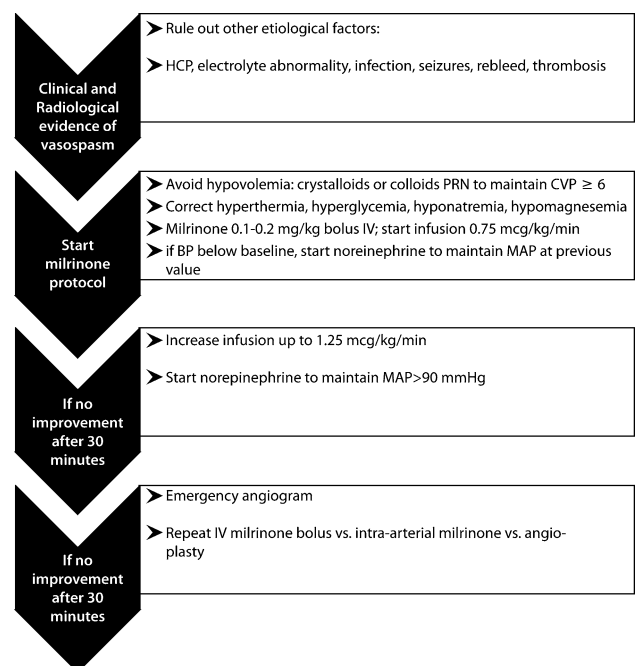 Clinical and
Radiological
evidence of
vasospasm
➤ Rule out other etiological factors:
➤ HCP, electrolyte abnormality, infection, seizures, rebleed, thrombosis
Start
milrinone
protocol
➤ Avoid hypovolemia: crystalloids or colloids PRN to maintain CVP ≥ 6
➤ Correct hyperthermia, hyperglycemia, hyponatremia, hypomagnesemia
➤ Milrinone 0.1-0.2 mg/kg bolus IV; start infusion 0.75 mcg/kg/min
➤ if BP below baseline, start noreinephrine to maintain MAP at previous
value
If no
improvement
after 30
minutes
➤ Increase infusion up to 1.25 mcg/kg/min
➤ Start norepinephrine to maintain MAP>90 mmHg
If no
improvement
after 30
minutes
➤ Emergency angiogram
➤ Repeat IV milrinone bolus vs. intra-arterial milrinone vs. angio-
plasty